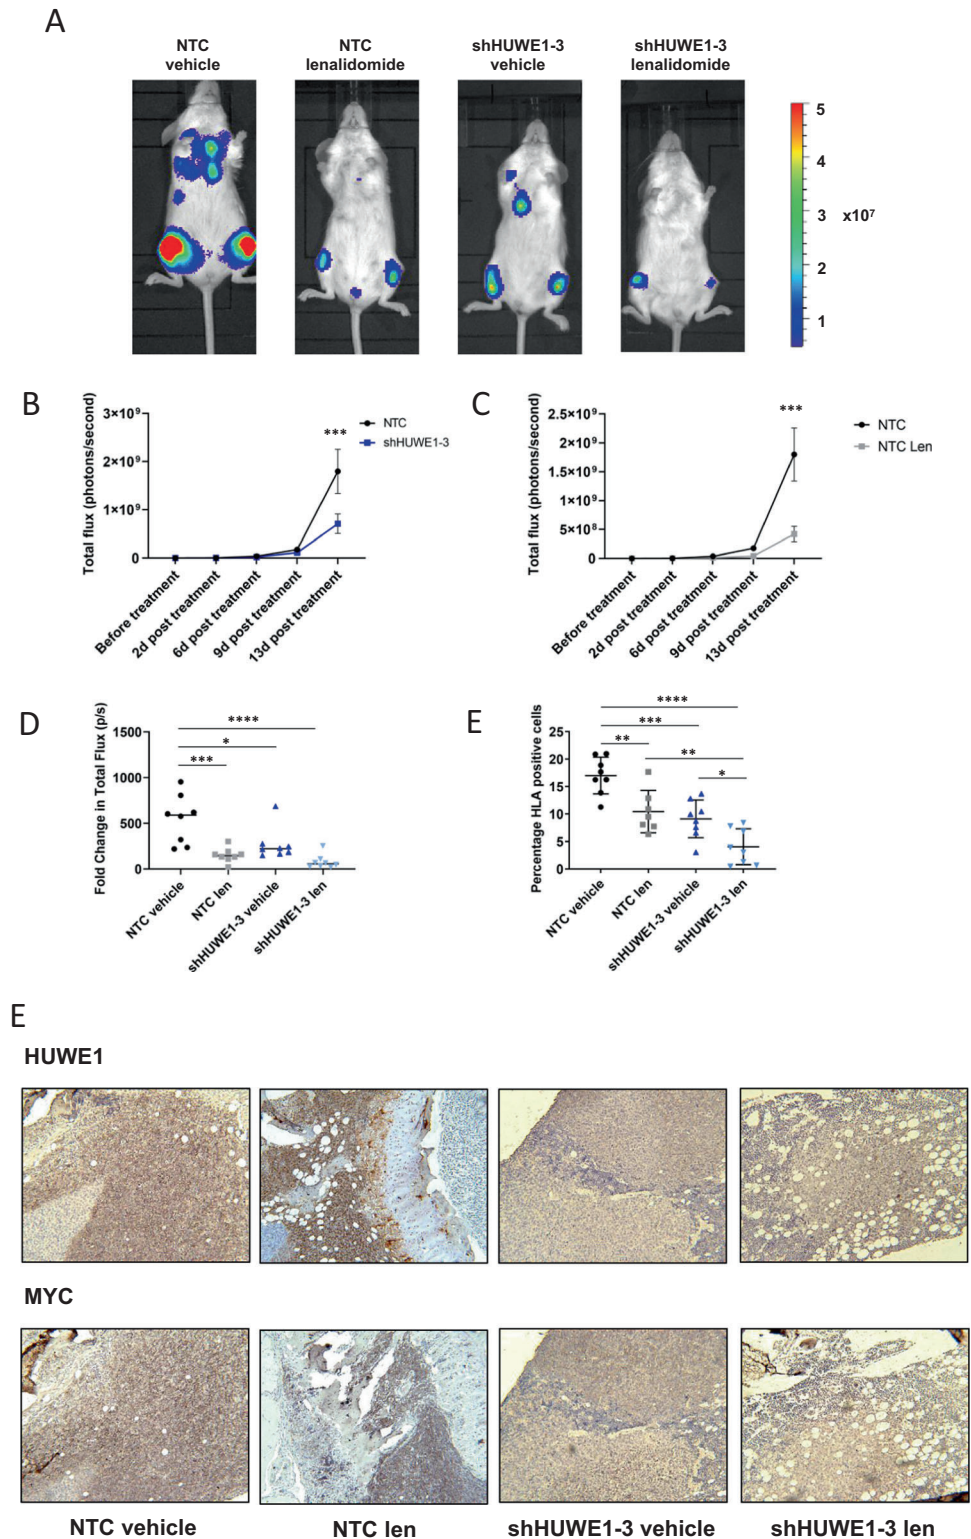 A
NTC
vehicle
NTC
lenalidomide
shHUWE1-3
vehicle
shHUWE1-3
lenalidomide
5
4
3
2
1
x10⁷
B
Total flux (photons/second)
3×10⁹
2×10⁹
1×10⁹
0
***
NTC
shHUWE1-3
Before treatment
2d post treatment
6d post treatment
9d post treatment
13d post treatment
C
Total flux (photons/second)
2.5×10⁹
2×10⁹
1.5×10⁹
1×10⁹
5×10⁸
0
***
NTC
NTC Len
Before treatment
2d post treatment
6d post treatment
9d post treatment
13d post treatment
D
Fold Change in Total Flux (p/s)
1500
1000
500
0
****
*
***
NTC vehicle
NTC len
shHUWE1-3 vehicle
shHUWE1-3 len
E
Percentage HLA positive cells
25
20
15
10
5
0
****
***
**
**
*
NTC vehicle
NTC len
shHUWE1-3 vehicle
shHUWE1-3 len
E
HUWE1
MYC
NTC vehicle
NTC len
shHUWE1-3 vehicle
shHUWE1-3 len